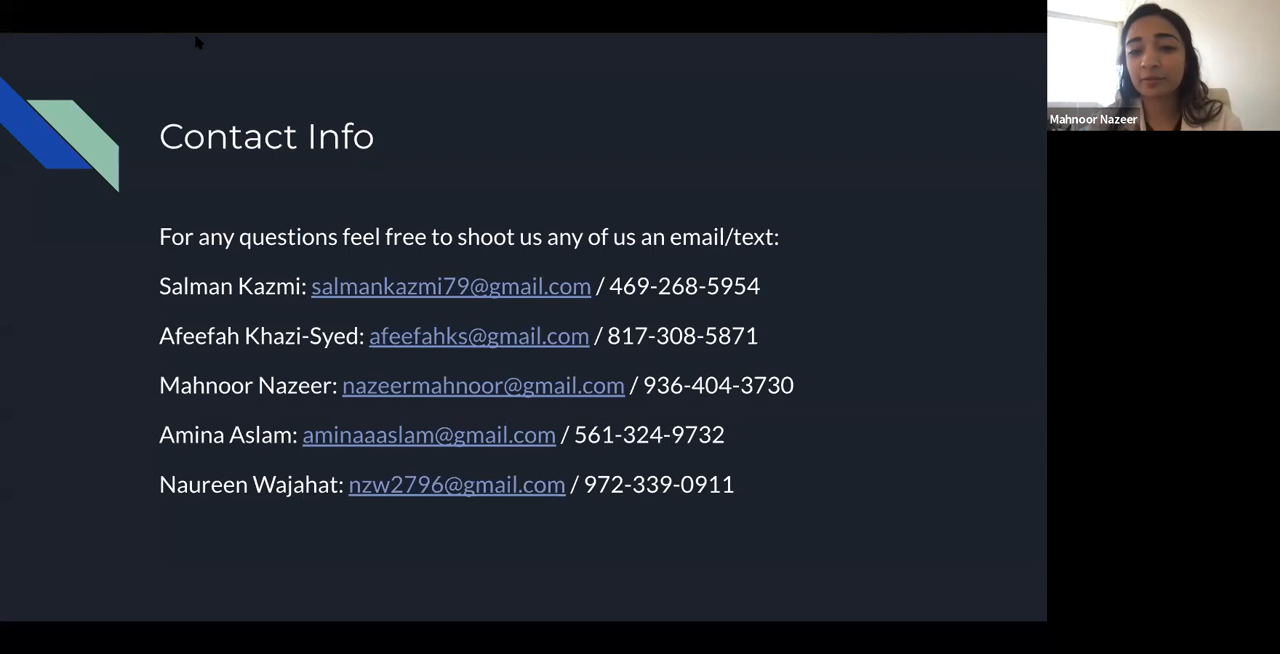 Contact Info
For any questions feel free to shoot us any of us an email/text:
Salman Kazmi: salmankazmi79@gmail.com / 469-268-5954
Afeefah Khazi-Syed: afeefahks@gmail.com / 817-308-5871
Mahnoor Nazeer: nazeermahnoor@gmail.com / 936-404-3730
Amina Aslam: aminaaaslam@gmail.com / 561-324-9732
Naureen Wajahat: nzw2796@gmail.com / 972-339-0911
Mahnoor Nazeer